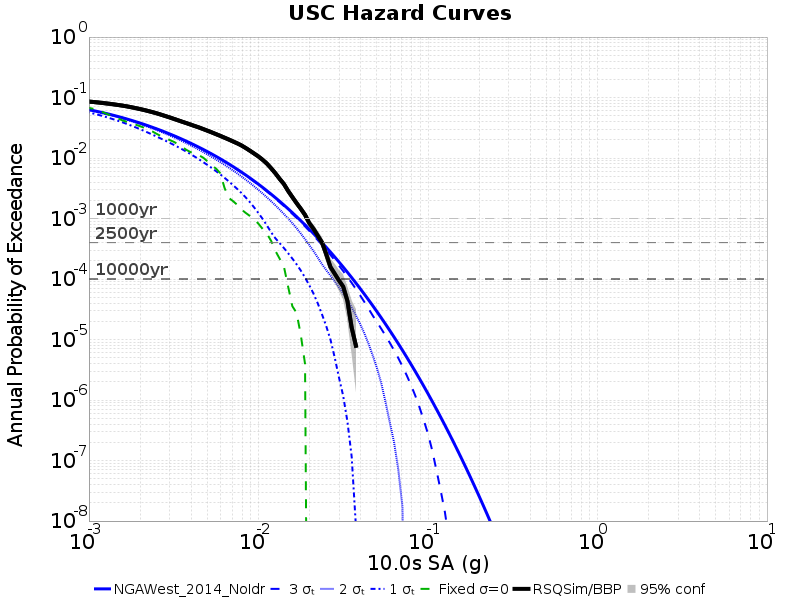 USC Hazard Curves
Annual Probability of Exceedance
10^0
10^-1
10^-2
10^-3
10^-4
10^-5
10^-6
10^-7
10^-8
1000yr
2500yr
10000yr
10^-3 10^-2 10^-1 10^0 10^1
10.0s SA (g)
NGAWest_2014_NoIdr 3 σₜ 2 σₜ 1 σₜ Fixed σ=0 RSQSim/BBP 95% conf